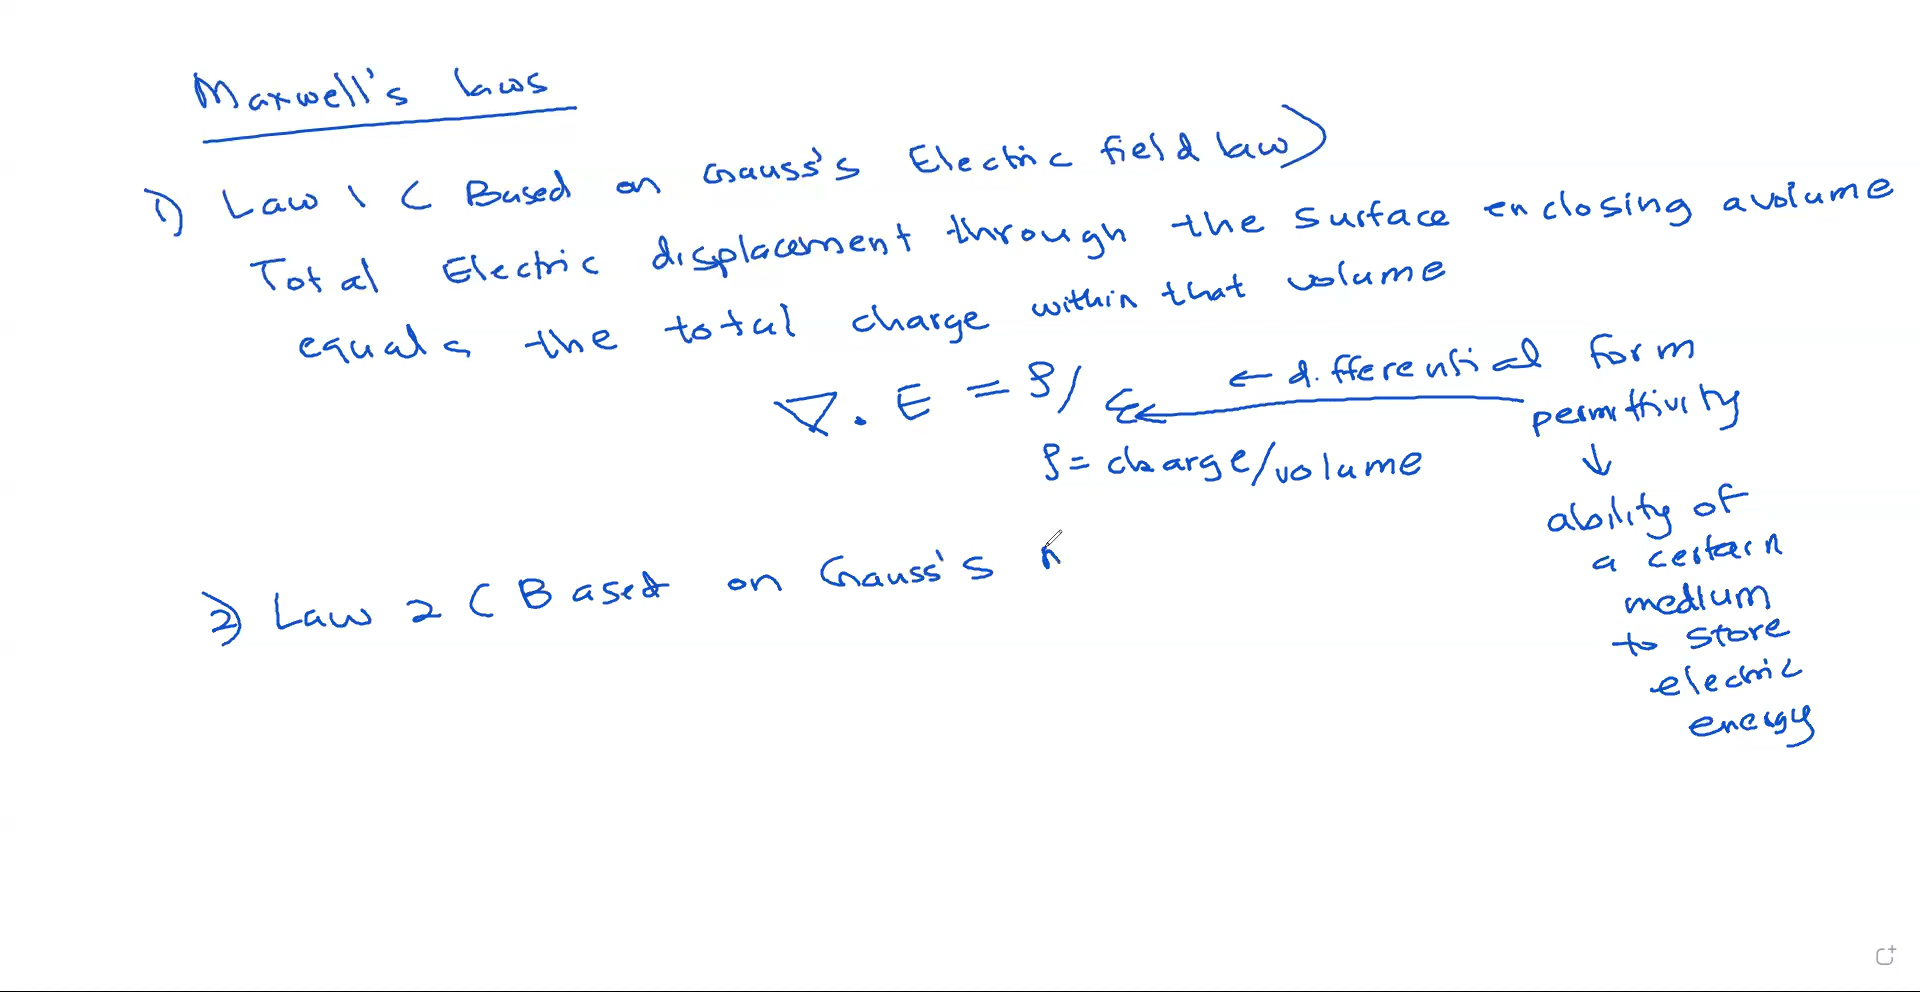 Maxwell's laws
1) Law 1 ( Based on Gauss's Electric field law)
Total Electric displacement through the surface enclosing a volume
equals the total charge within that volume
∇. E = ρ/ε ← differential form
permittivity
ρ = charge/volume
↓
ability of
a certain
medium
to store
electric
energy
2) Law 2 ( Based on Gauss's